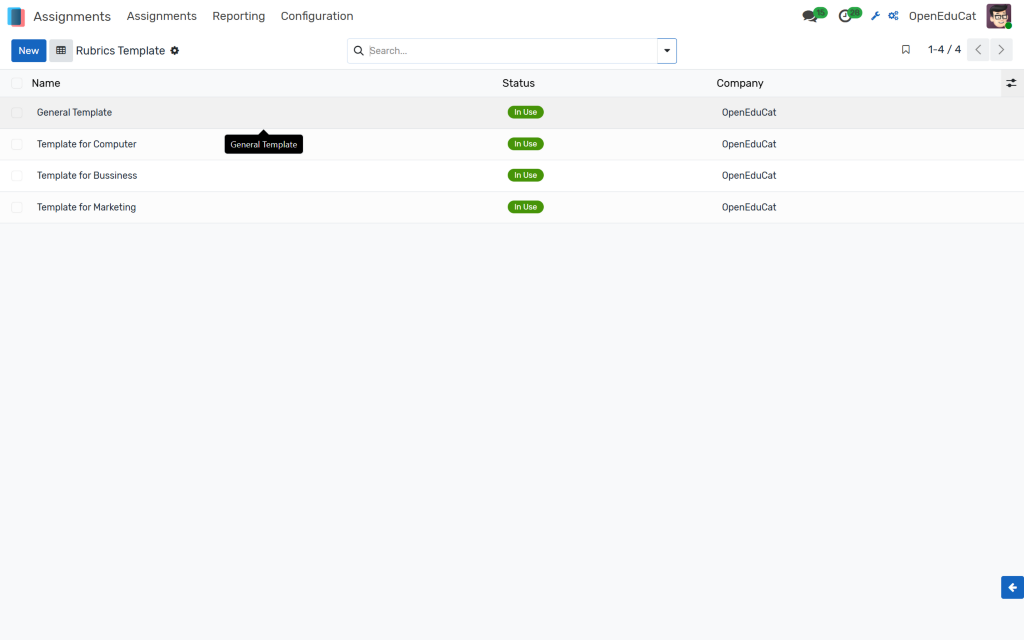 Assignments Assignments Reporting Configuration 15 28 OpenEduCat
New Rubrics Template Search... 1-4 / 4
Name Status Company
General Template In Use OpenEduCat
General Template
Template for Computer In Use OpenEduCat
Template for Bussiness In Use OpenEduCat
Template for Marketing In Use OpenEduCat